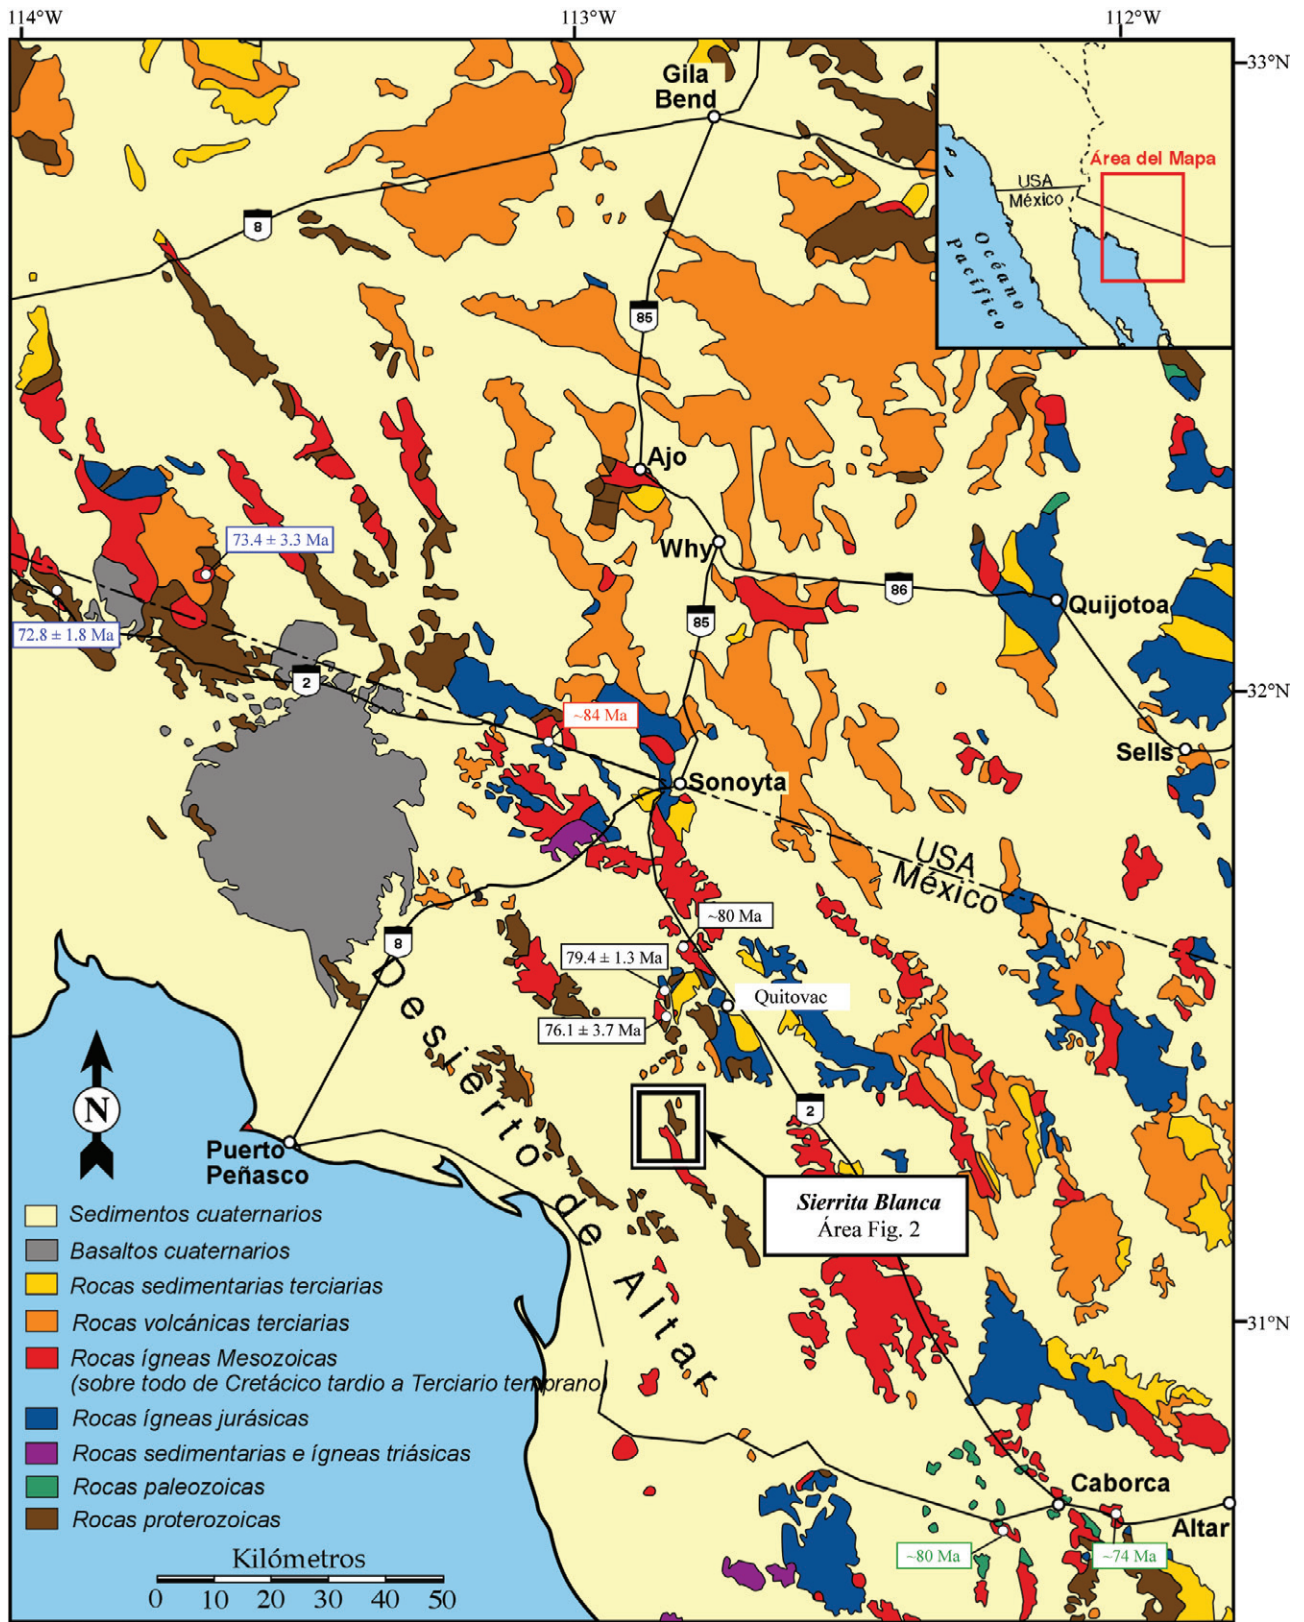 114°W
113°W
112°W
33°N
Gila
Bend
Área del Mapa
USA
México
Océano
Pacífico
8
85
Ajo
Why
86
Quijotoa
85
73.4 ± 3.3 Ma
72.8 ± 1.8 Ma
2
32°N
~84 Ma
Sells
Sonoyta
USA
México
~80 Ma
8
79.4 ± 1.3 Ma
Quitovac
76.1 ± 3.7 Ma
Desierto de Altar
N
2
Puerto
Peñasco
Sierrita Blanca
Área Fig. 2
31°N
Sedimentos cuaternarios
Basaltos cuaternarios
Rocas sedimentarias terciarias
Rocas volcánicas terciarias
Rocas ígneas Mesozoicas
(sobre todo de Cretácico tardio a Terciario temprano)
Rocas ígneas jurásicas
Rocas sedimentarias e ígneas triásicas
Rocas paleozoicas
Rocas proterozoicas
Caborca
Altar
~80 Ma
~74 Ma
Kilómetros
0 10 20 30 40 50